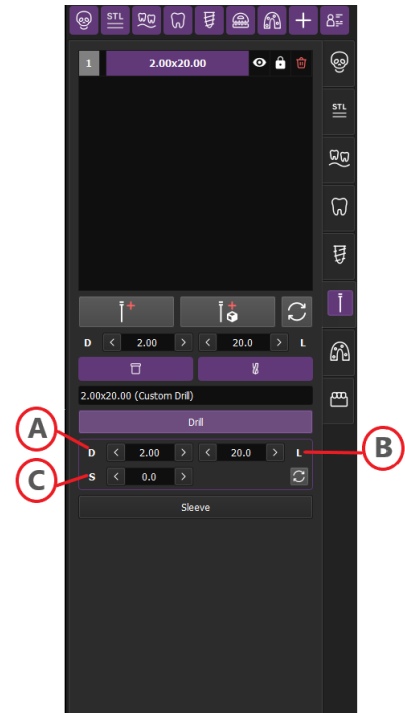 STL
1 2.00x20.00
STL
D 2.00 20.0 L
2.00x20.00 (Custom Drill)
Drill
A
D 2.00 20.0 L
B
C
S 0.0
Sleeve